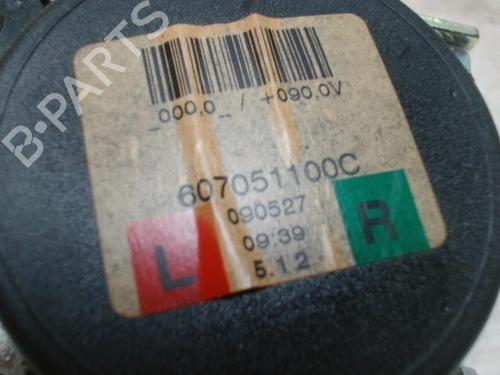 B-PARTS
_000,0_ / +090,0V
607051100C
090527
09:39
5.12
L
R